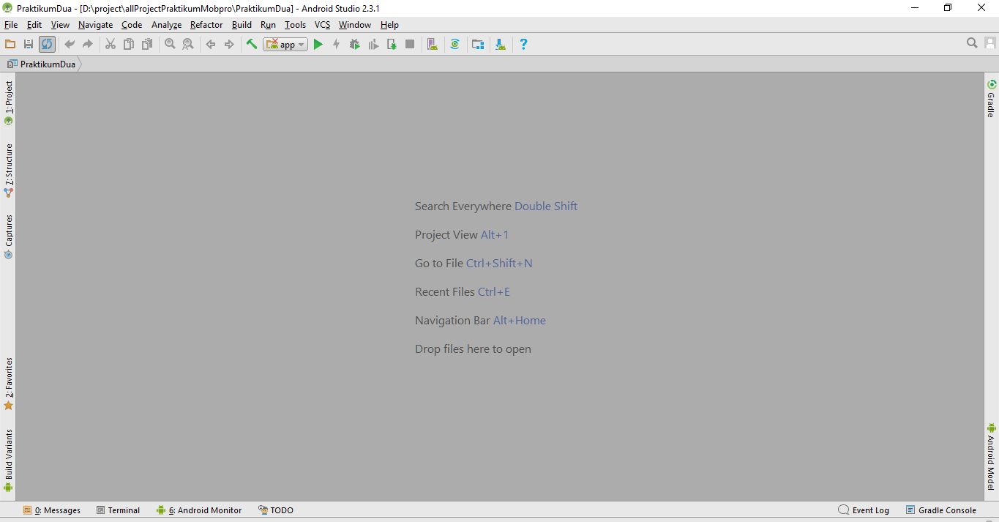 PraktikumDua - [D:\project\allProjectPraktikumMobpro\PraktikumDua] - Android Studio 2.3.1
File Edit View Navigate Code Analyze Refactor Build Run Tools VCS Window Help
app
PraktikumDua
1: Project
7: Structure
Captures
2: Favorites
Build Variants
Search Everywhere Double Shift
Project View Alt+1
Go to File Ctrl+Shift+N
Recent Files Ctrl+E
Navigation Bar Alt+Home
Drop files here to open
Gradle
Android Model
0: Messages Terminal 6: Android Monitor TODO Event Log Gradle Console